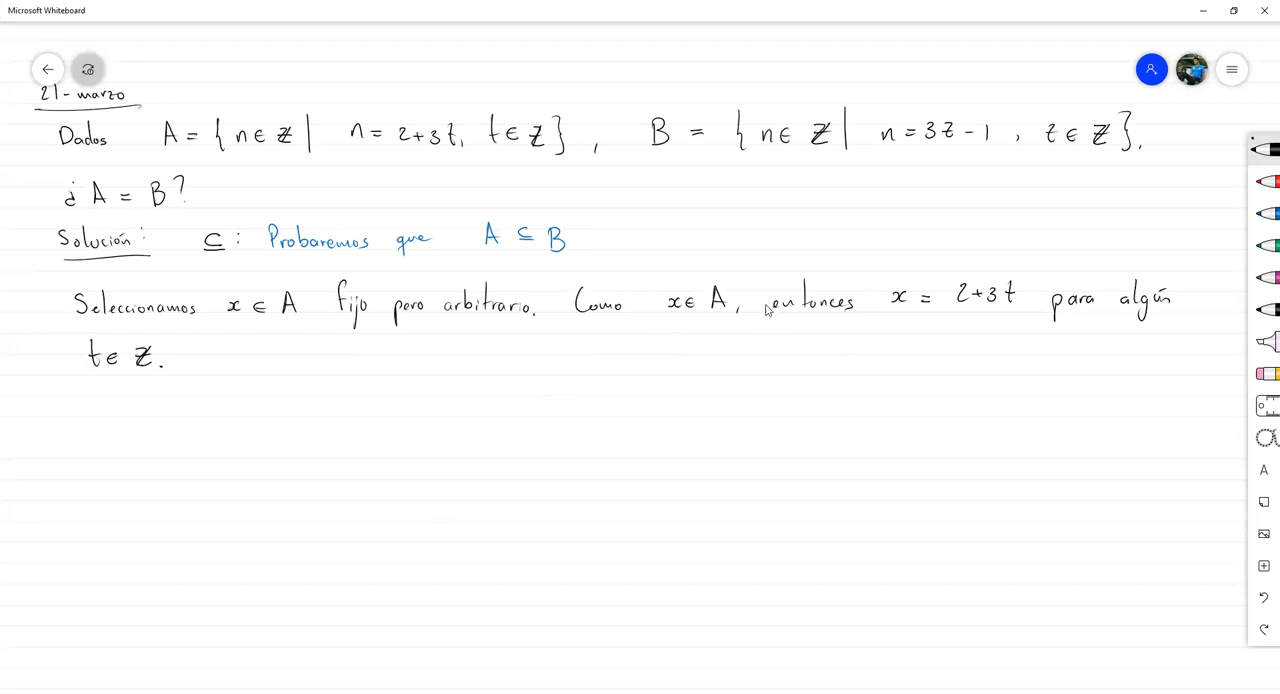 Microsoft Whiteboard
21-marzo
Dados A = { n ∈ ℤ | n = 2+3t, t ∈ ℤ } , B = { n ∈ ℤ | n = 3t-1 , t ∈ ℤ }.
¿ A = B ?
Solución: ⊆ : Probaremos que A ⊆ B
Seleccionamos x ∈ A fijo pero arbitrario. Como x ∈ A, entonces x = 2+3t para algún
t ∈ ℤ.
A